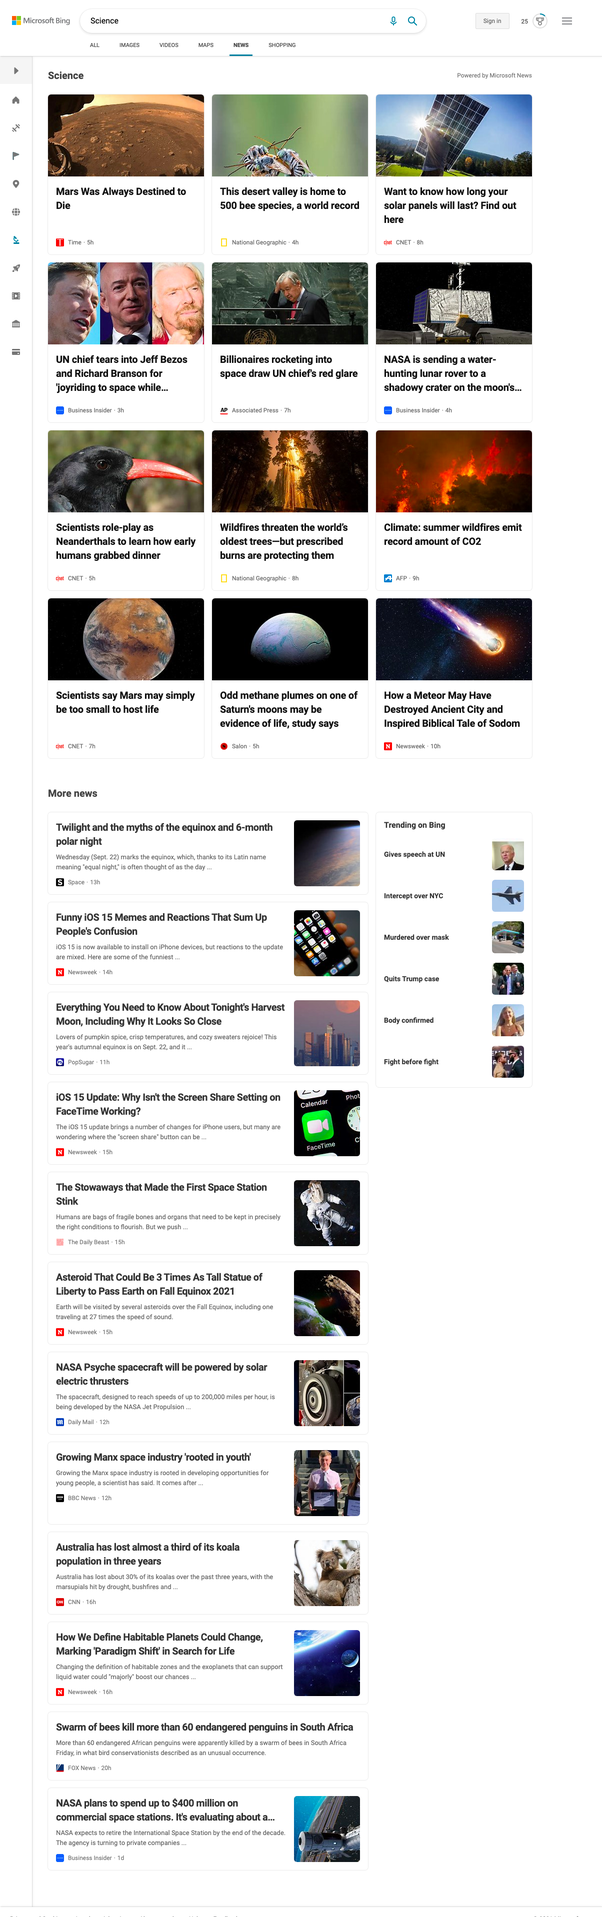 Microsoft Bing
Science
Sign in
25
ALL
IMAGES
VIDEOS
MAPS
NEWS
SHOPPING
Science
Powered by Microsoft News
Mars Was Always Destined to
Die
Time · 5h
This desert valley is home to
500 bee species, a world record
National Geographic · 4h
Want to know how long your
solar panels will last? Find out
here
CNET · 8h
UN chief tears into Jeff Bezos
and Richard Branson for
'joyriding to space while...
Business Insider · 3h
Billionaires rocketing into
space draw UN chief's red glare
AP
Associated Press · 7h
NASA is sending a water-
hunting lunar rover to a
shadowy crater on the moon's...
Business Insider · 4h
Scientists role-play as
Neanderthals to learn how early
humans grabbed dinner
CNET · 5h
Wildfires threaten the world's
oldest trees—but prescribed
burns are protecting them
National Geographic · 8h
Climate: summer wildfires emit
record amount of CO2
AFP · 9h
Scientists say Mars may simply
be too small to host life
CNET · 7h
Odd methane plumes on one of
Saturn's moons may be
evidence of life, study says
Salon · 5h
How a Meteor May Have
Destroyed Ancient City and
Inspired Biblical Tale of Sodom
N
Newsweek · 10h
More news
Twilight and the myths of the equinox and 6-month
polar night
Wednesday (Sept. 22) marks the equinox, which, thanks to its Latin name
meaning "equal night," is often thought of as the day ...
S
Space · 13h
Funny iOS 15 Memes and Reactions That Sum Up
People's Confusion
iOS 15 is now available to install on iPhone devices, but reactions to the update
are mixed. Here are some of the funniest ...
N
Newsweek · 14h
Everything You Need to Know About Tonight's Harvest
Moon, Including Why It Looks So Close
Lovers of pumpkin spice, crisp temperatures, and cozy sweaters rejoice! This
year's autumnal equinox is on Sept. 22, and it ...
PopSugar · 11h
iOS 15 Update: Why Isn't the Screen Share Setting on
FaceTime Working?
The iOS 15 update brings a number of changes for iPhone users, but many are
wondering where the "screen share" button can be ...
N
Newsweek · 15h
Calendar
Phot
FaceTime
Cl
The Stowaways that Made the First Space Station
Stink
Humans are bags of fragile bones and organs that need to be kept in precisely
the right conditions to flourish. But we push ...
The Daily Beast · 15h
Asteroid That Could Be 3 Times As Tall Statue of
Liberty to Pass Earth on Fall Equinox 2021
Earth will be visited by several asteroids over the Fall Equinox, including one
traveling at 27 times the speed of sound.
N
Newsweek · 15h
NASA Psyche spacecraft will be powered by solar
electric thrusters
The spacecraft, designed to reach speeds of up to 200,000 miles per hour, is
being developed by the NASA Jet Propulsion ...
Daily Mail · 12h
Growing Manx space industry 'rooted in youth'
Growing the Manx space industry is rooted in developing opportunities for
young people, a scientist has said. It comes after ...
BBC News · 12h
Australia has lost almost a third of its koala
population in three years
Australia has lost about 30% of its koalas over the past three years, with the
marsupials hit by drought, bushfires and ...
CNN · 16h
How We Define Habitable Planets Could Change,
Marking 'Paradigm Shift' in Search for Life
Changing the definition of habitable zones and the exoplanets that can support
liquid water could "majorly" boost our chances ...
N
Newsweek · 16h
Swarm of bees kill more than 60 endangered penguins in South Africa
More than 60 endangered African penguins were apparently killed by a swarm of bees in South Africa
Friday, in what bird conservationists described as an unusual occurrence.
FOX News · 20h
NASA plans to spend up to $400 million on
commercial space stations. It's evaluating about a...
NASA expects to retire the International Space Station by the end of the decade.
The agency is turning to private companies ...
Business Insider · 1d
Trending on Bing
Gives speech at UN
Intercept over NYC
Murdered over mask
Quits Trump case
Body confirmed
Fight before fight